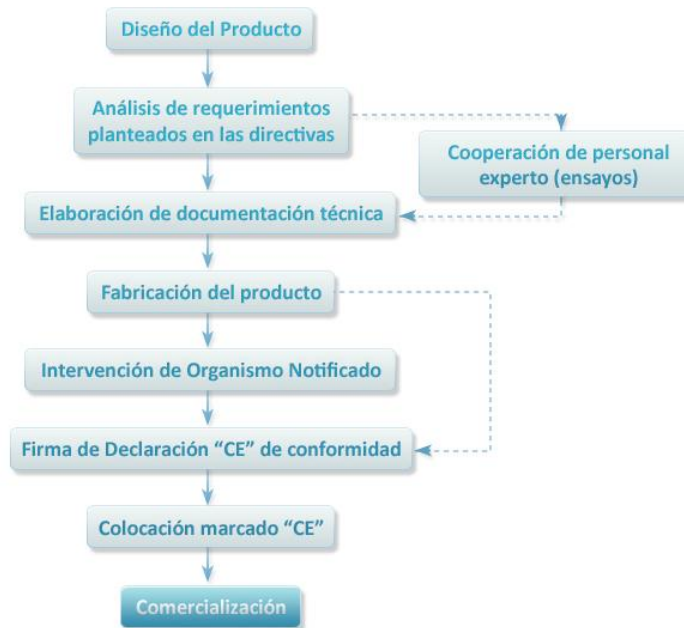 Diseño del Producto
Análisis de requerimientos
planteados en las directivas
Cooperación de personal
experto (ensayos)
Elaboración de documentación técnica
Fabricación del producto
Intervención de Organismo Notificado
Firma de Declaración “CE” de conformidad
Colocación marcado “CE”
Comercialización